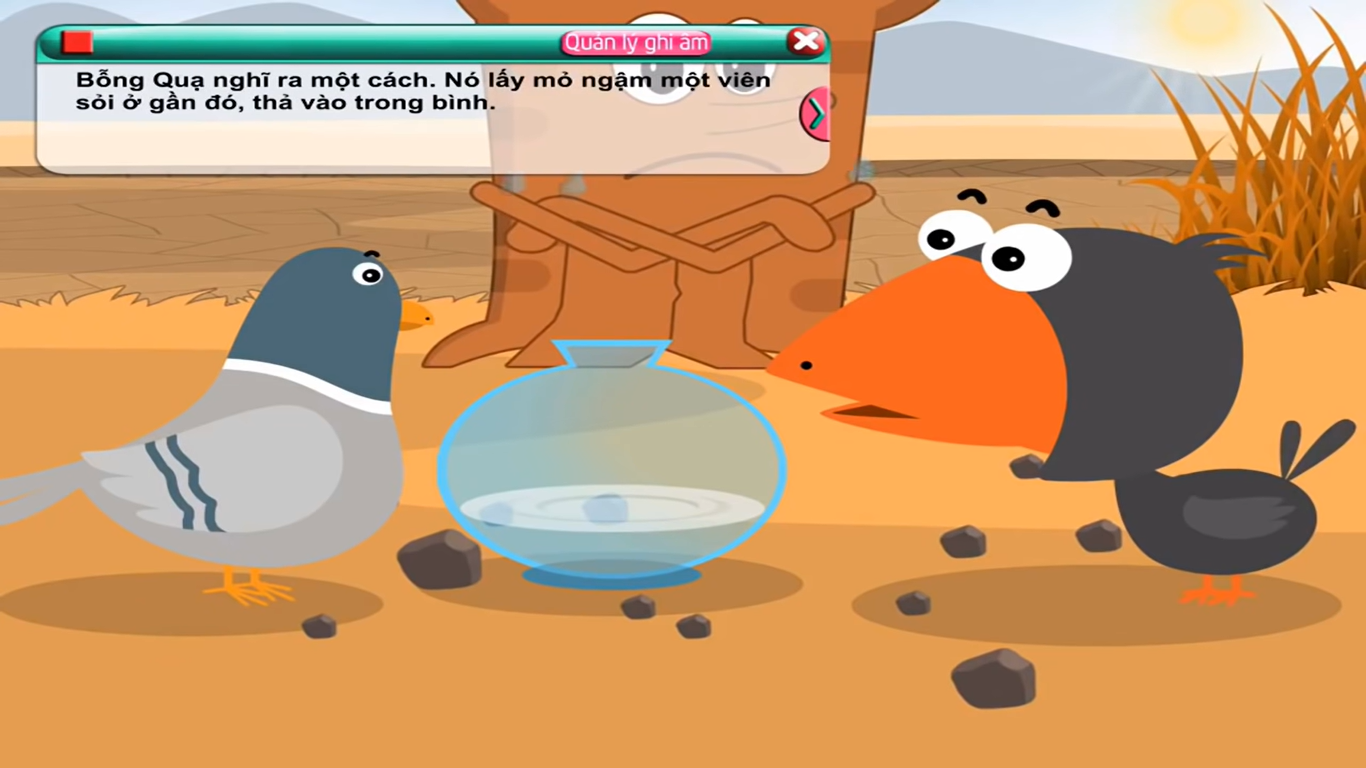 Quản lý ghi âm
Bỗng Quạ nghĩ ra một cách. Nó lấy mỏ ngậm một viên
sỏi ở gần đó, thả vào trong bình.